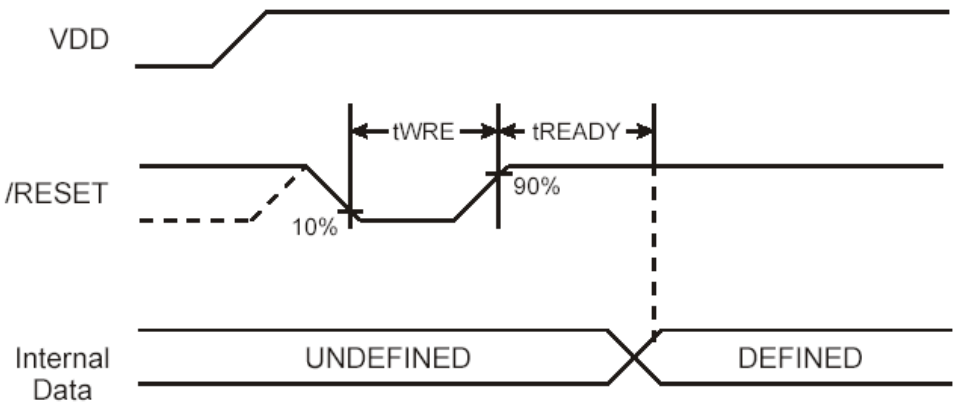 VDD
tWRE
tREADY
/RESET
10%
90%
Internal
Data
UNDEFINED
DEFINED